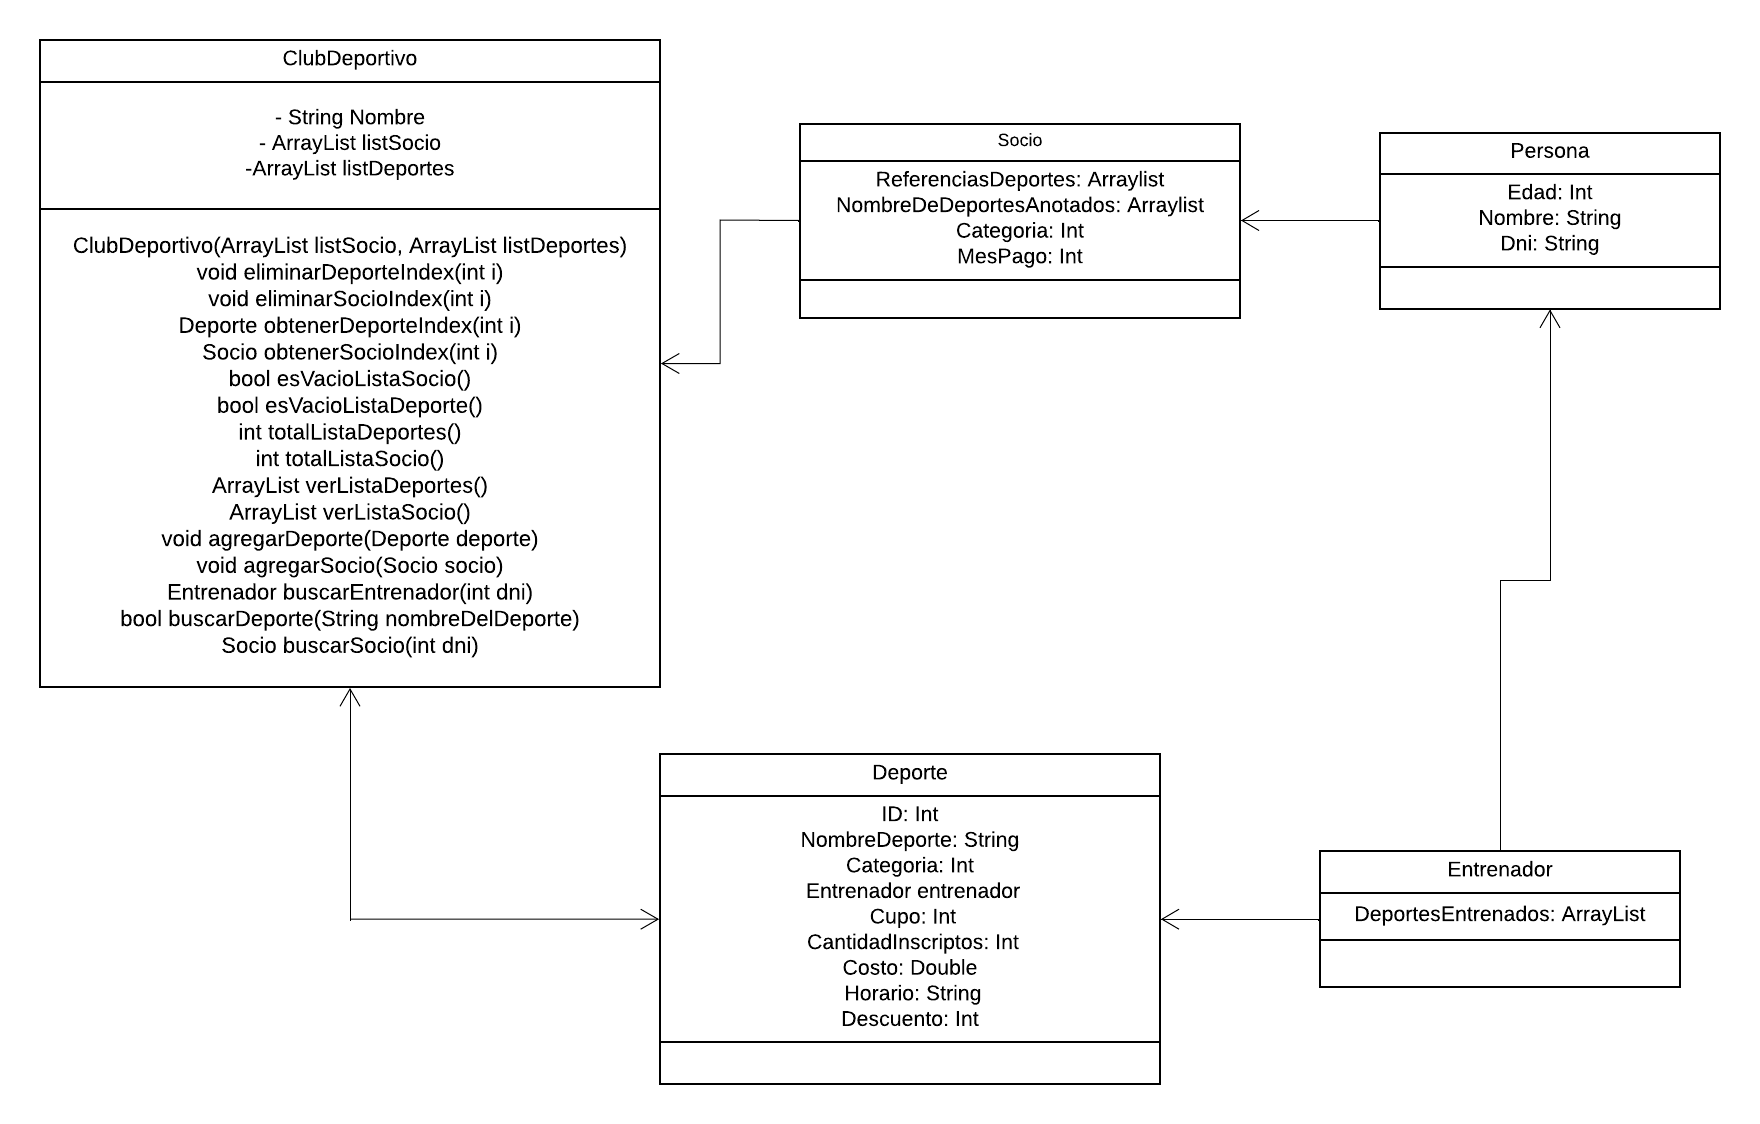 ClubDeportivo
- String Nombre
- ArrayList listSocio
-ArrayList listDeportes
ClubDeportivo(ArrayList listSocio, ArrayList listDeportes)
void eliminarDeporteIndex(int i)
void eliminarSocioIndex(int i)
Deporte obtenerDeporteIndex(int i)
Socio obtenerSocioIndex(int i)
bool esVacioListaSocio()
bool esVacioListaDeporte()
int totalListaDeportes()
int totalListaSocio()
ArrayList verListaDeportes()
ArrayList verListaSocio()
void agregarDeporte(Deporte deporte)
void agregarSocio(Socio socio)
Entrenador buscarEntrenador(int dni)
bool buscarDeporte(String nombreDelDeporte)
Socio buscarSocio(int dni)
Socio
ReferenciasDeportes: Arraylist
NombreDeDeportesAnotados: Arraylist
Categoria: Int
MesPago: Int
Persona
Edad: Int
Nombre: String
Dni: String
Deporte
ID: Int
NombreDeporte: String
Categoria: Int
Entrenador entrenador
Cupo: Int
CantidadInscriptos: Int
Costo: Double
Horario: String
Descuento: Int
Entrenador
DeportesEntrenados: ArrayList